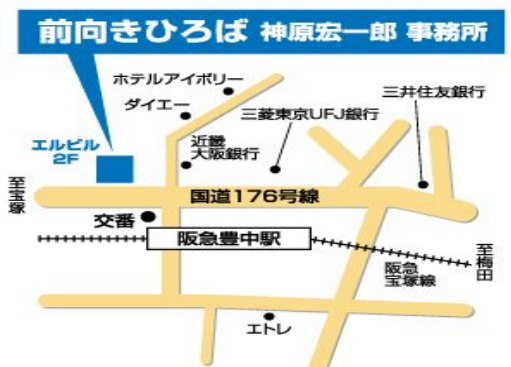 前向きひろば 神原宏一郎 事務所
ホテルアイボリー
ダイエー
三井住友銀行
三菱東京UFJ銀行
エルビル
2F
近畿
大阪銀行
至宝塚
国道176号線
交番
阪急豊中駅
至梅田
阪急
宝塚線
エトレ